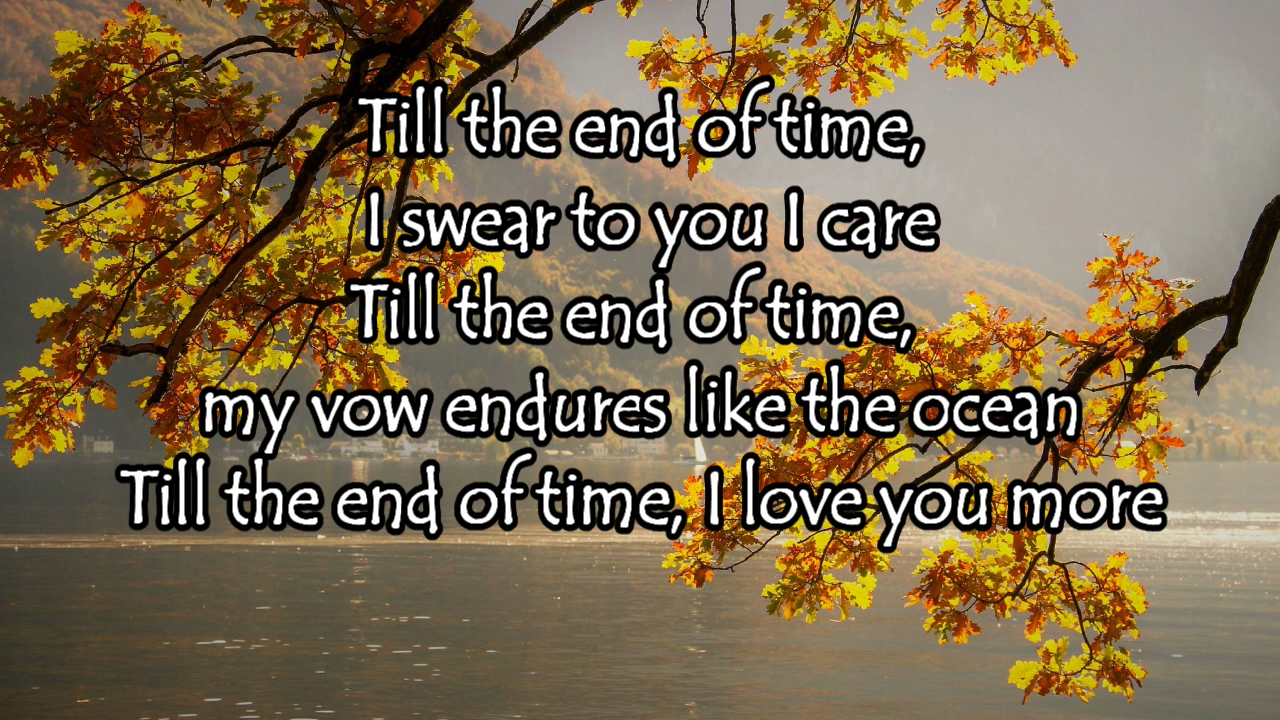 Till the end of time,
I swear to you I care
Till the end of time,
my vow endures like the ocean
Till the end of time, I love you more